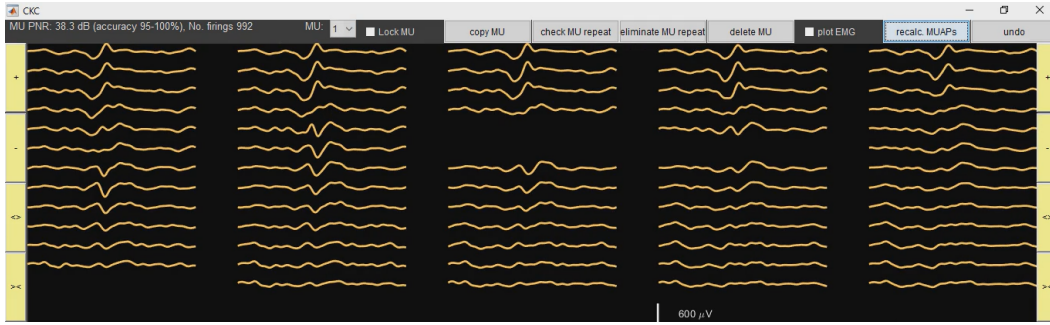 CKC
MU PNR: 38.3 dB (accuracy 95-100%), No. firings 992 MU: 1 Lock MU copy MU check MU repeat eliminate MU repeat delete MU plot EMG recalc. MUAPs undo
+ +
- -
<> <>
>< ><
600 μV